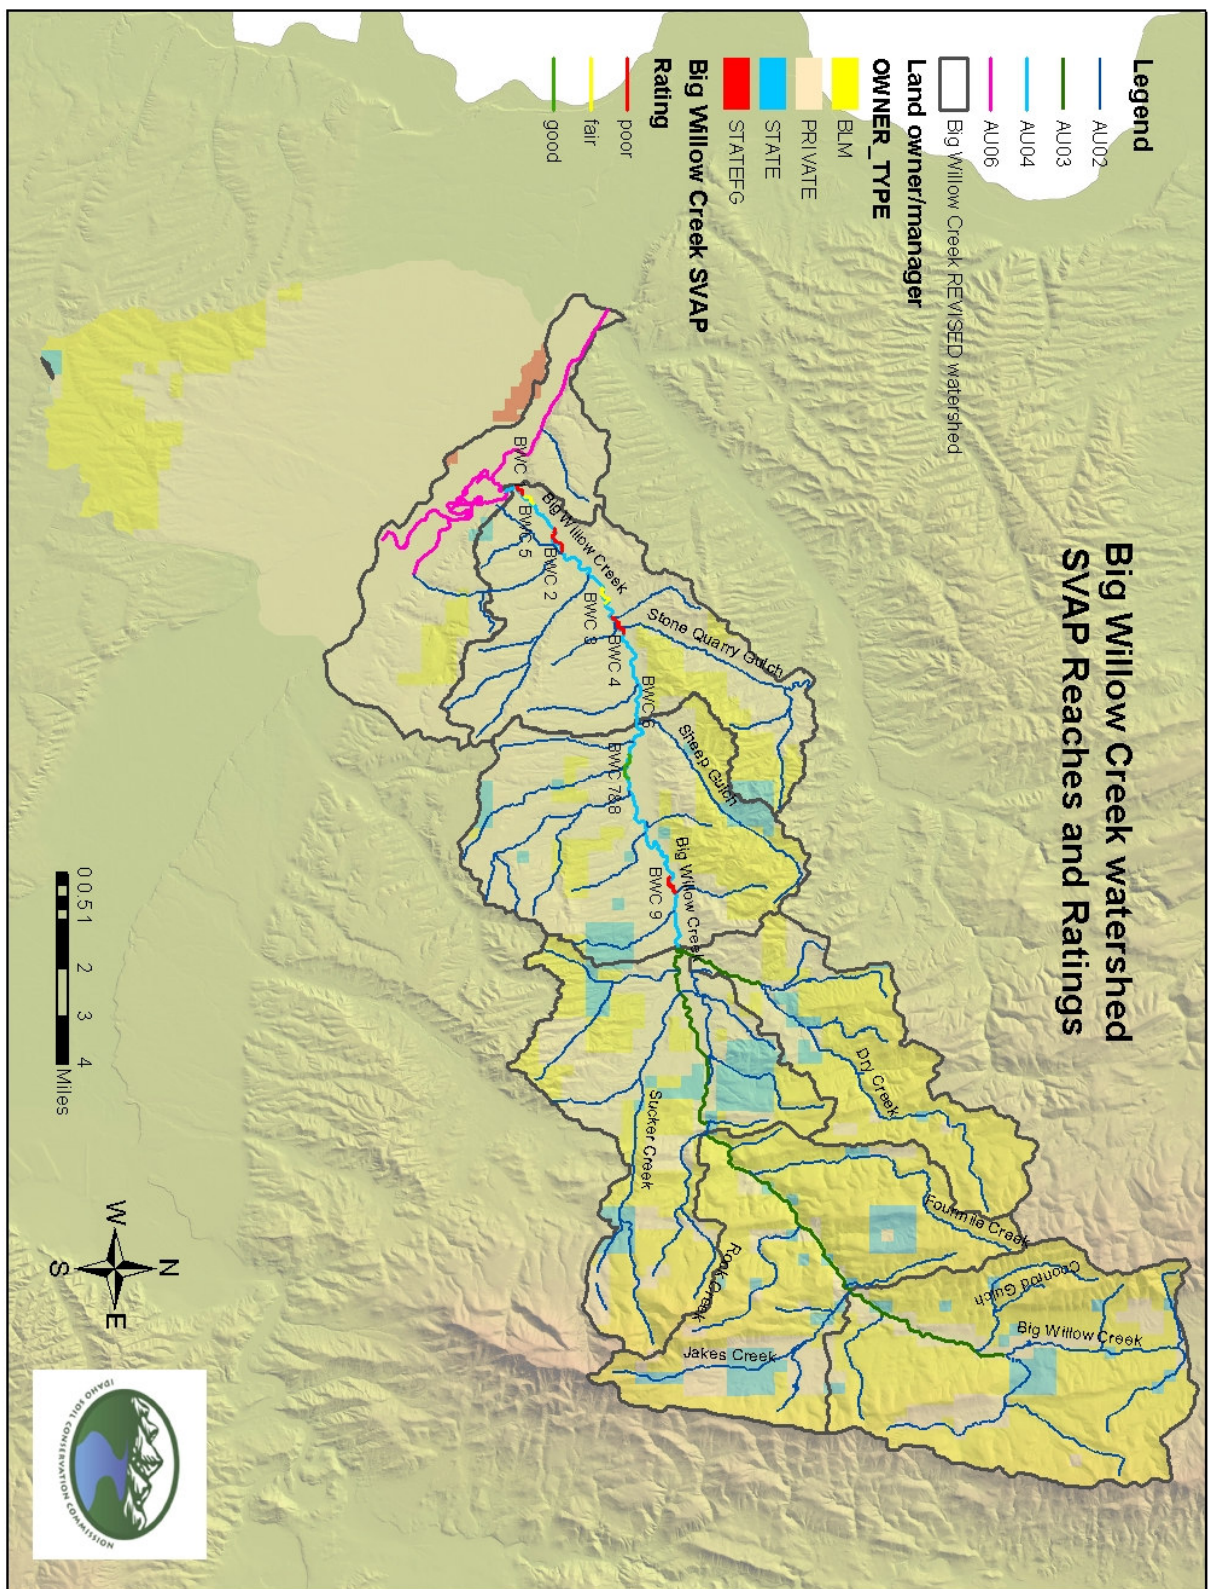 Big Willow Creek watershed
SVAP Reaches and Ratings
Legend
AU02
AU03
AU04
AU06
Big Willow Creek REVISED watershed
Land owner/manager
OWNER_TYPE
BLM
PRIVATE
STATE
STATEFG
Big Willow Creek SVAP
Rating
poor
fair
good
BWC
Big Willow Creek
BWC 5
BWC 2
BWC 3
BWC 4
Stone Quarry Gulch
BWC 6
Sheep Gulch
BWC 7&8
Big Willow Creek
BWC 9
Dry Creek
Sucker Creek
Fourmile Creek
Rock Creek
Coonrod Gulch
Big Willow Creek
Jakes Creek
0 0.5 1 2 3 4
Miles
N
W E
S
IDAHO SOIL CONSERVATION COMMISSION